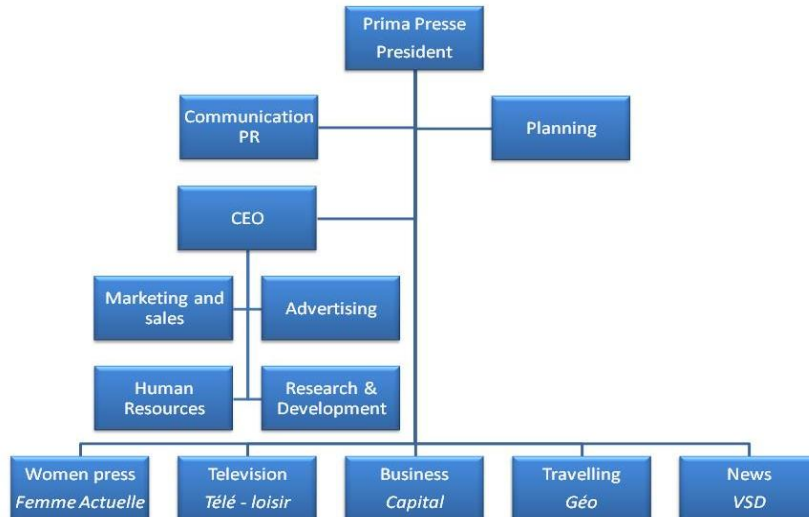 Prima Presse
President
Communication
PR
Planning
CEO
Marketing and
sales
Advertising
Human
Resources
Research &
Development
Women press
Femme Actuelle
Television
Télé - loisir
Business
Capital
Travelling
Géo
News
VSD